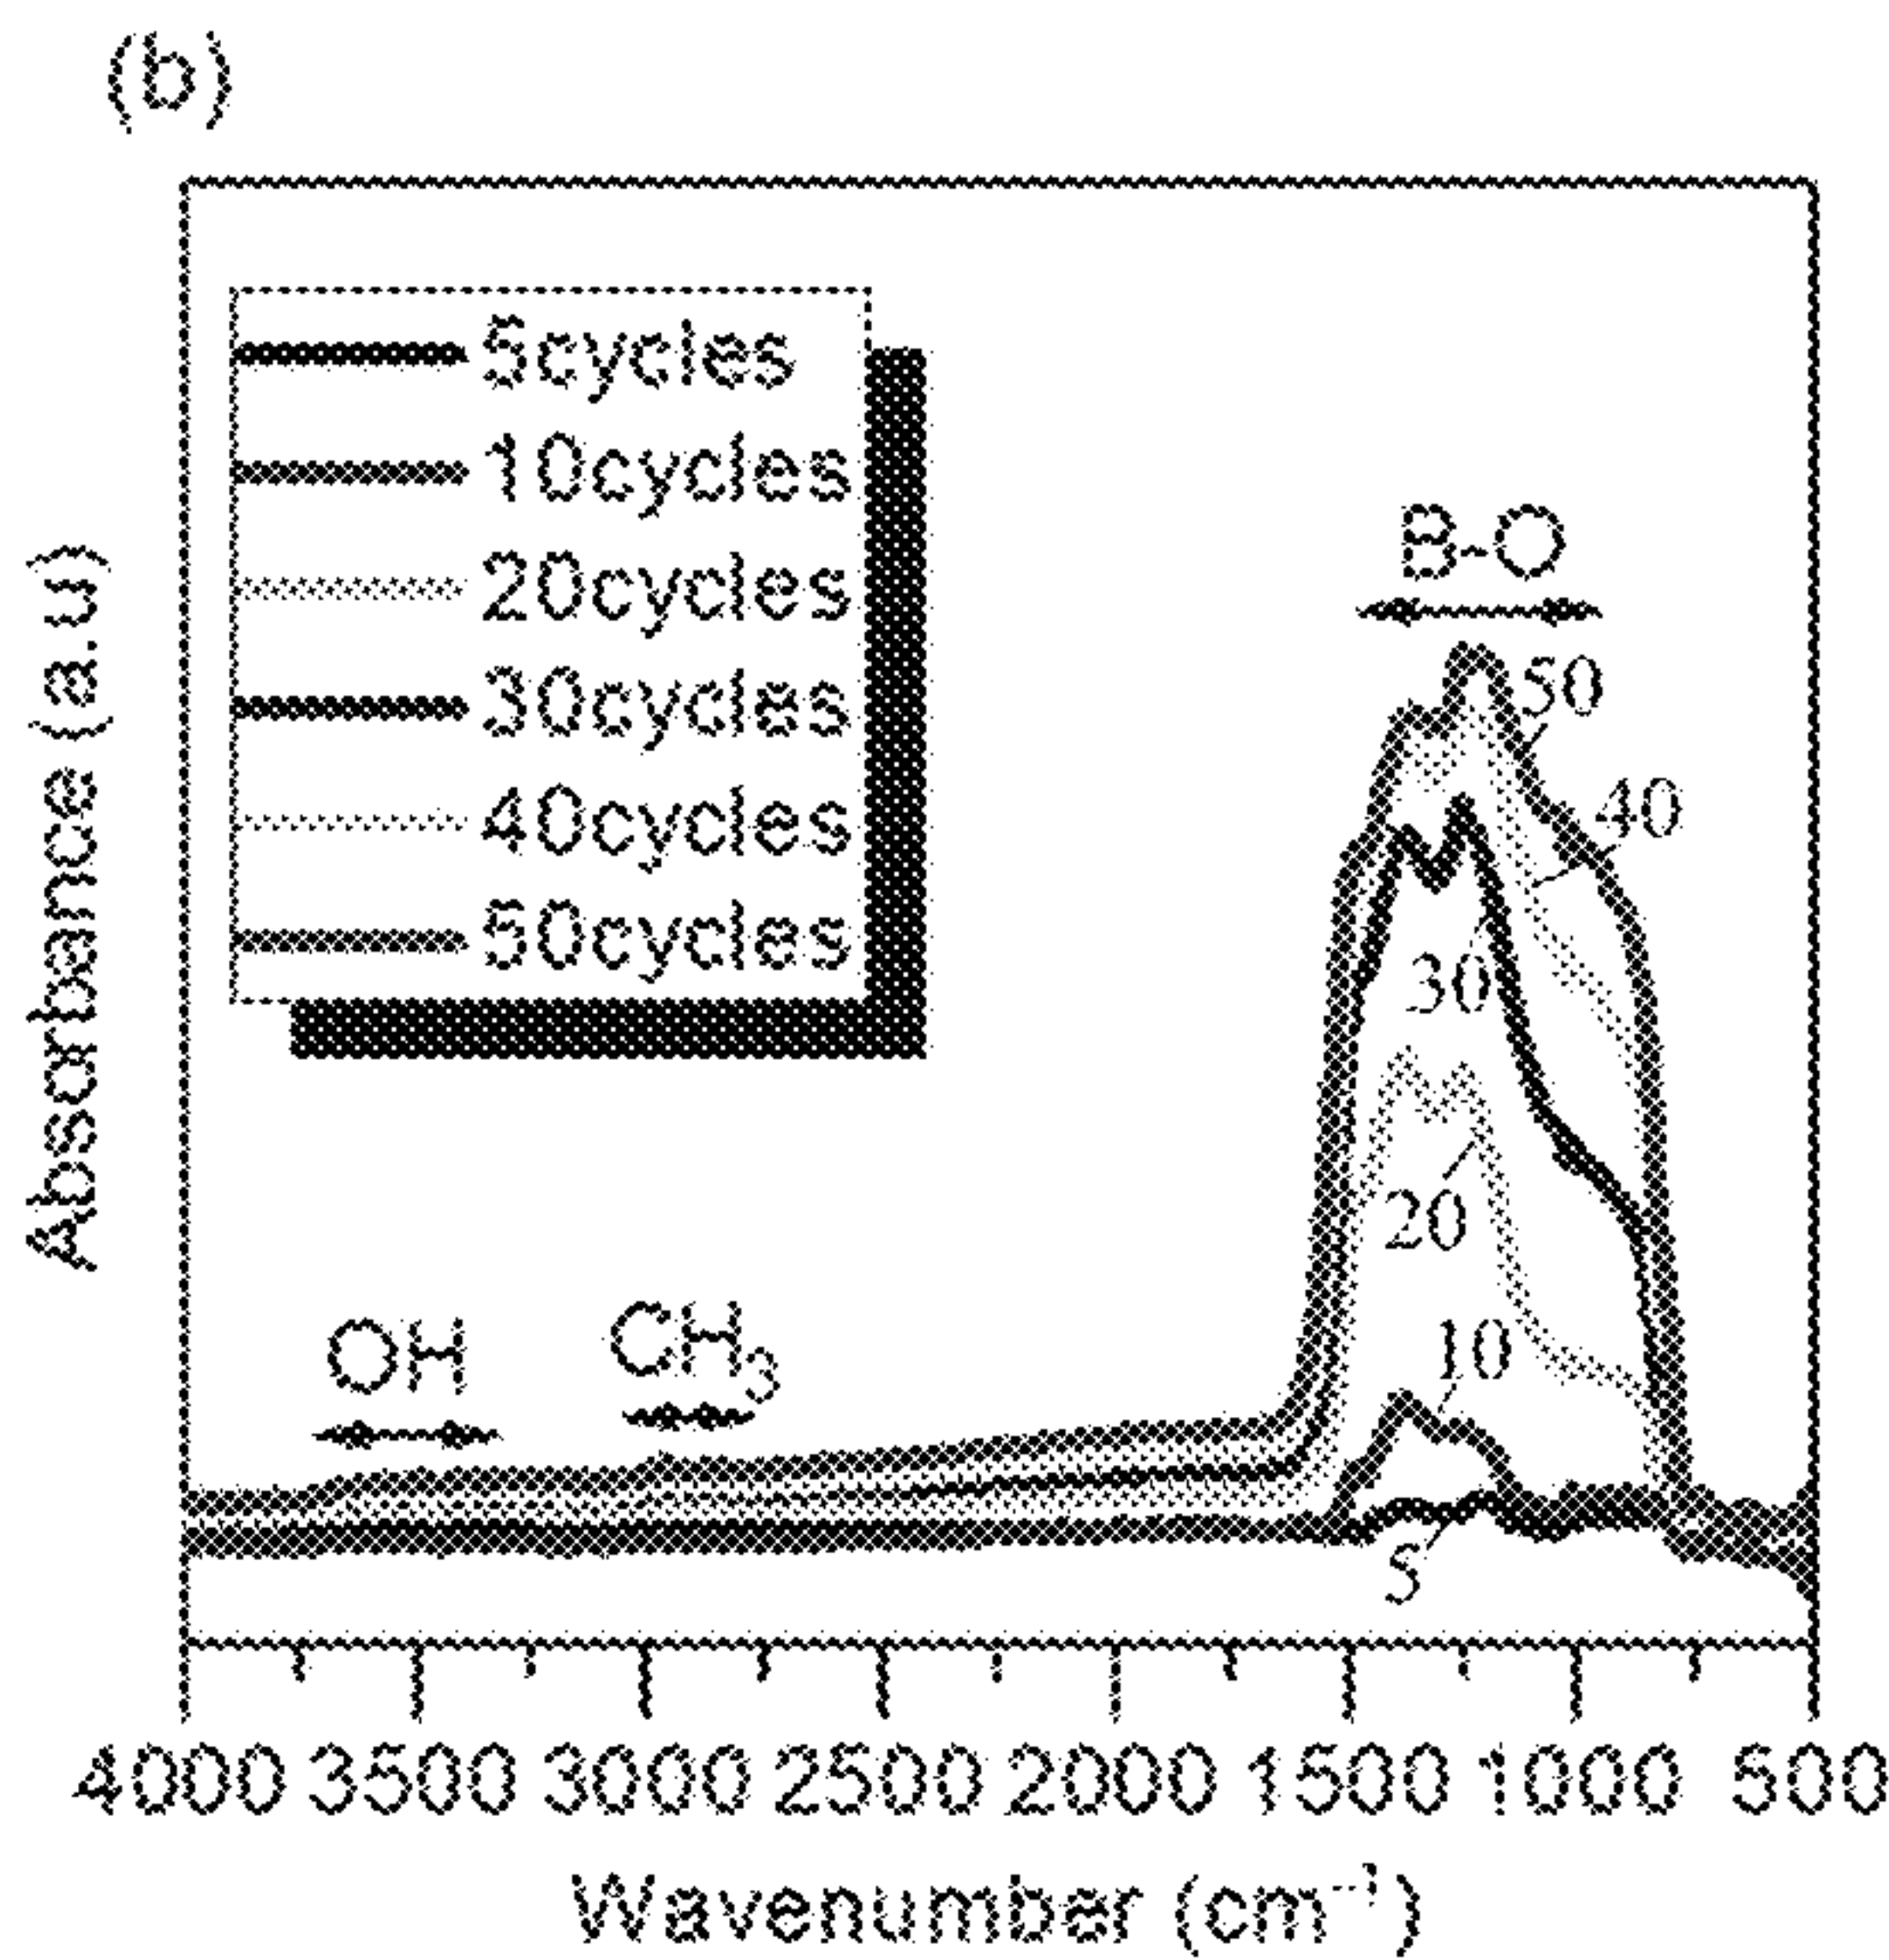 (b)
Absorbance (a.u)
5cycles
10cycles
20cycles
30cycles
40cycles
50cycles
B-O
50
40
30
20
10
5
OH
CH₃
4000 3500 3000 2500 2000 1500 1000 500
Wavenumber (cm⁻¹)